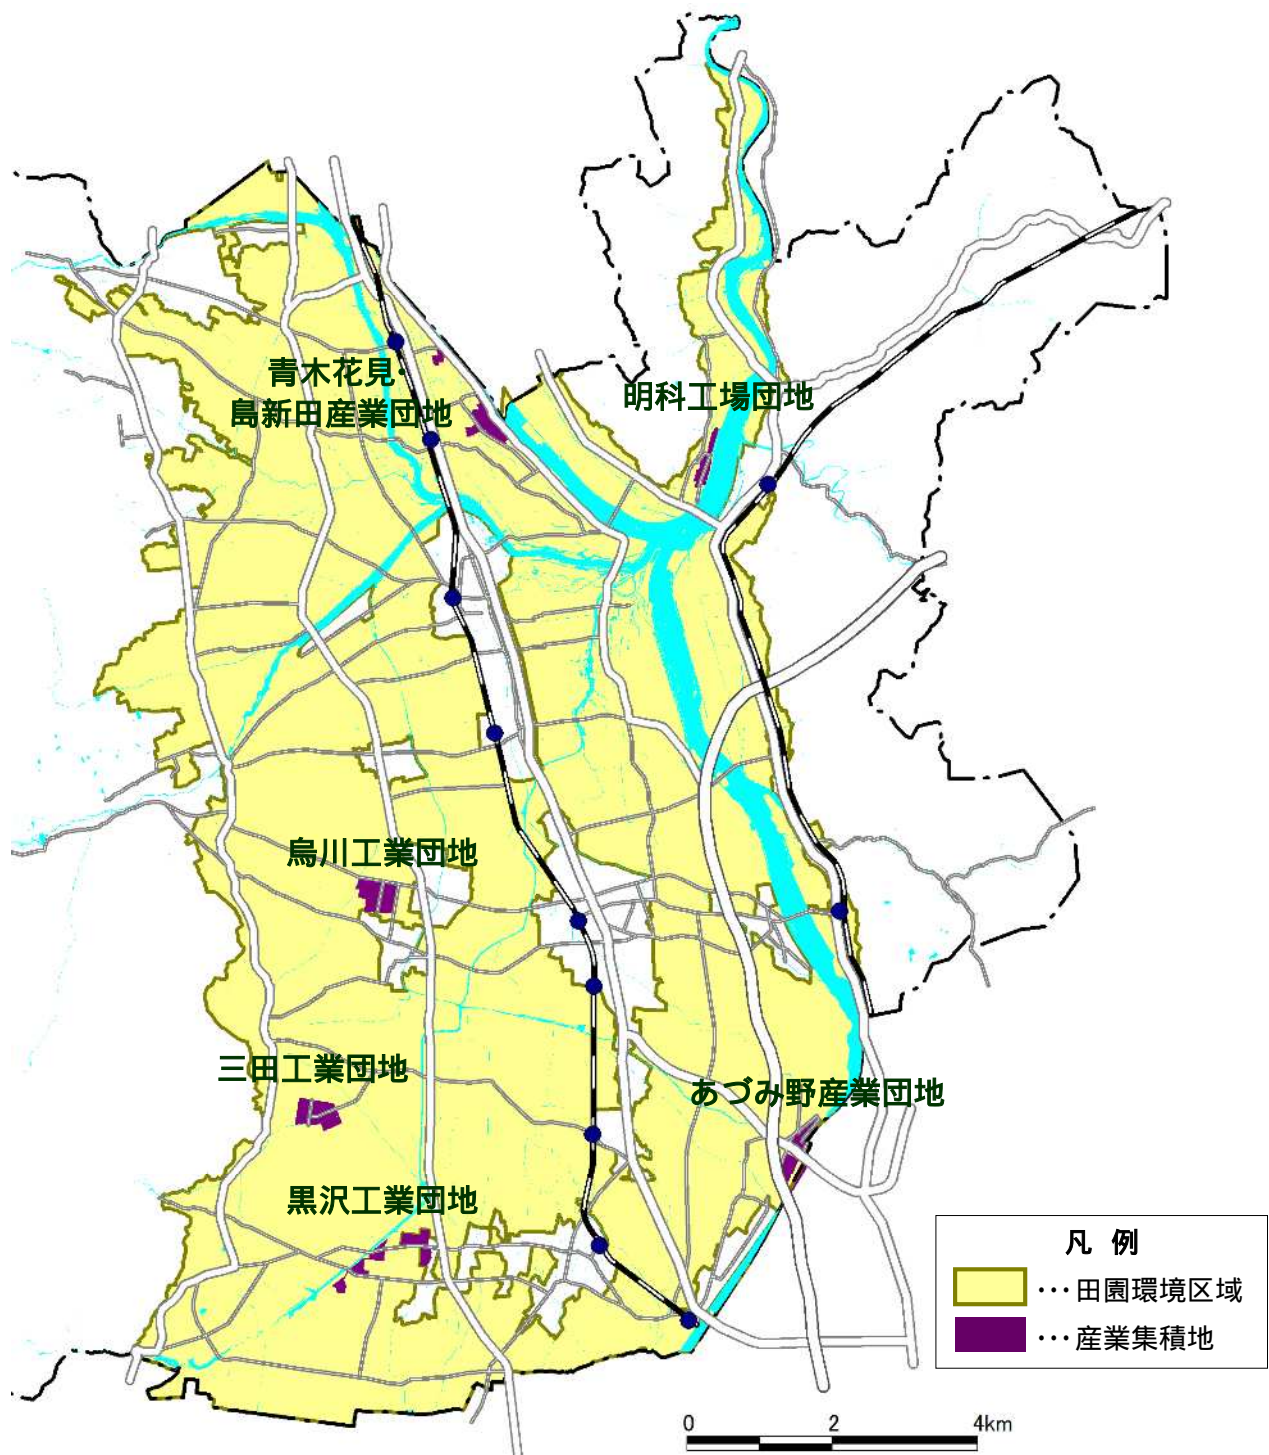 青木花見・
島新田産業団地
明科工場団地
烏川工業団地
三田工業団地
あづみ野産業団地
黒沢工業団地
凡 例
…田園環境区域
…産業集積地
0 2 4km